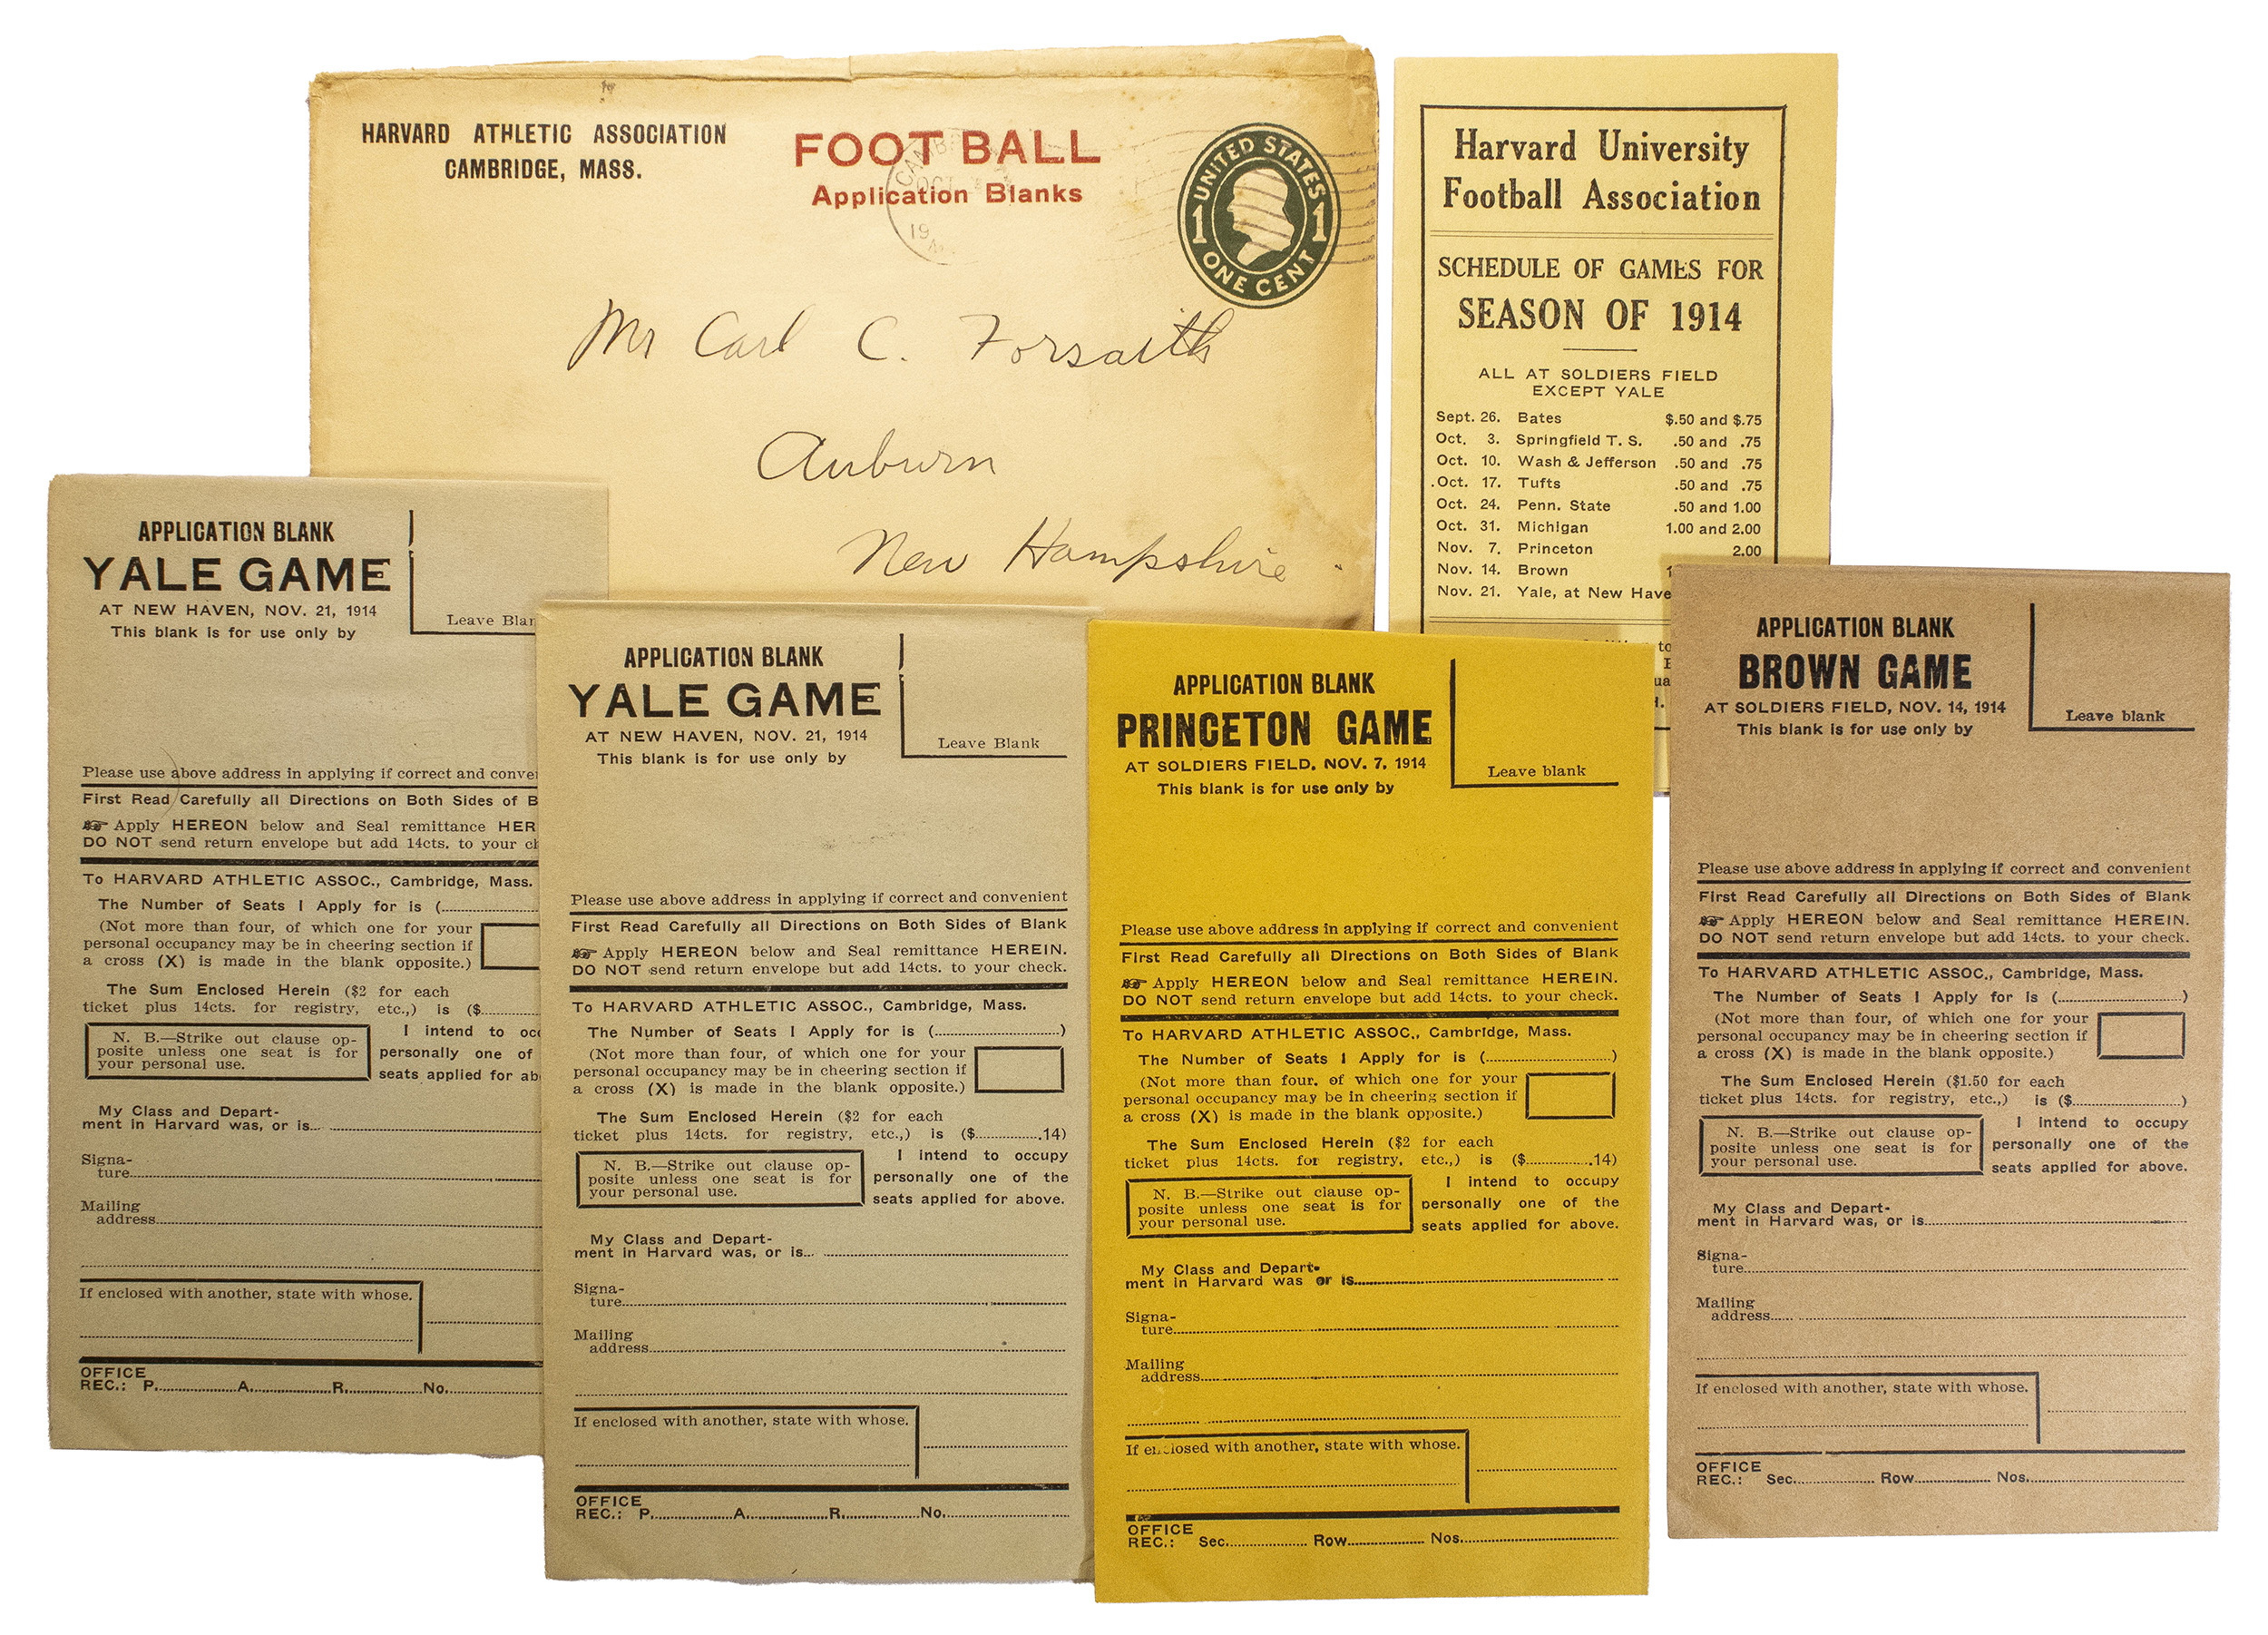 HARVARD ATHLETIC ASSOCIATION
CAMBRIDGE, MASS.
FOOT BALL
Application Blanks
UNITED STATES
1 1
ONE CENT
Mr Carl C. Forsaith
Auburn
New Hampshire
Harvard University
Football Association
SCHEDULE OF GAMES FOR
SEASON OF 1914
ALL AT SOLDIERS FIELD
EXCEPT YALE
Sept. 26. Bates $.50 and $.75
Oct. 3. Springfield T. S. .50 and .75
Oct. 10. Wash & Jefferson .50 and .75
Oct. 17. Tufts .50 and .75
Oct. 24. Penn. State .50 and 1.00
Oct. 31. Michigan 1.00 and 2.00
Nov. 7. Princeton 2.00
Nov. 14. Brown 1
Nov. 21. Yale, at New Have
to
APPLICATION BLANK
YALE GAME
AT NEW HAVEN, NOV. 21, 1914
This blank is for use only by
Leave Blan
Please use above address in applying if correct and conve
First Read Carefully all Directions on Both Sides of B
Apply HEREON below and Seal remittance HER
DO NOT send return envelope but add 14cts. to your ch
To HARVARD ATHLETIC ASSOC., Cambridge, Mass.
The Number of Seats I Apply for is (
(Not more than four, of which one for your
personal occupancy may be in cheering section if
a cross (X) is made in the blank opposite.)
The Sum Enclosed Herein ($2 for each
ticket plus 14cts. for registry, etc.,) is ($
N. B.—Strike out clause op-
posite unless one seat is for
your personal use.
I intend to occ
personally one of
seats applied for ab
My Class and Depart-
ment in Harvard was, or is
Signa-
ture
Mailing
address
If enclosed with another, state with whose.
OFFICE
REC.: P. A. R. No.
APPLICATION BLANK
YALE GAME
AT NEW HAVEN, NOV. 21, 1914
This blank is for use only by
Leave Blank
Please use above address in applying if correct and convenient
First Read Carefully all Directions on Both Sides of Blank
Apply HEREON below and Seal remittance HEREIN.
DO NOT send return envelope but add 14cts. to your check.
To HARVARD ATHLETIC ASSOC., Cambridge, Mass.
The Number of Seats I Apply for is ( )
(Not more than four, of which one for your
personal occupancy may be in cheering section if
a cross (X) is made in the blank opposite.)
The Sum Enclosed Herein ($2 for each
ticket plus 14cts. for registry, etc.,) is ($ .14)
N. B.—Strike out clause op-
posite unless one seat is for
your personal use.
I intend to occupy
personally one of the
seats applied for above.
My Class and Depart-
ment in Harvard was, or is
Signa-
ture
Mailing
address
If enclosed with another, state with whose.
OFFICE
REC.: P. A. R. No.
APPLICATION BLANK
PRINCETON GAME
AT SOLDIERS FIELD, NOV. 7, 1914
This blank is for use only by
Leave blank
Please use above address in applying if correct and convenient
First Read Carefully all Directions on Both Sides of Blank
Apply HEREON below and Seal remittance HEREIN.
DO NOT send return envelope but add 14cts. to your check.
To HARVARD ATHLETIC ASSOC., Cambridge, Mass.
The Number of Seats I Apply for is ( )
(Not more than four, of which one for your
personal occupancy may be in cheering section if
a cross (X) is made in the blank opposite.)
The Sum Enclosed Herein ($2 for each
ticket plus 14cts. for registry, etc.,) is ($ .14)
N. B.—Strike out clause op-
posite unless one seat is for
your personal use.
I intend to occupy
personally one of the
seats applied for above.
My Class and Depart-
ment in Harvard was or is
Signa-
ture
Mailing
address
If enclosed with another, state with whose.
OFFICE
REC.: Sec. Row Nos.
APPLICATION BLANK
BROWN GAME
AT SOLDIERS FIELD, NOV. 14, 1914
This blank is for use only by
Leave blank
Please use above address in applying if correct and convenient
First Read Carefully all Directions on Both Sides of Blank
Apply HEREON below and Seal remittance HEREIN.
DO NOT send return envelope but add 14cts. to your check.
To HARVARD ATHLETIC ASSOC., Cambridge, Mass.
The Number of Seats I Apply for is ( )
(Not more than four, of which one for your
personal occupancy may be in cheering section if
a cross (X) is made in the blank opposite.)
The Sum Enclosed Herein ($1.50 for each
ticket plus 14cts. for registry, etc.,) is ($ )
N. B.—Strike out clause op-
posite unless one seat is for
your personal use.
I intend to occupy
personally one of the
seats applied for above.
My Class and Depart-
ment in Harvard was, or is
Signa-
ture
Mailing
address
If enclosed with another, state with whose.
OFFICE
REC.: Sec. Row Nos.